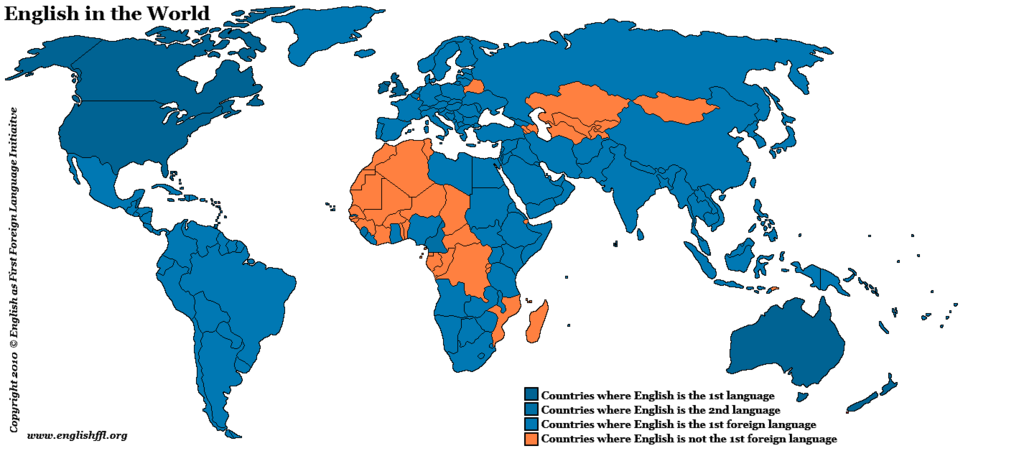 English in the World
Copyright 2010 © English as First Foreign Language Initiaitve
www.englishffl.org
Countries where English is the 1st language
Countries where English is the 2nd language
Countries where English is the 1st foreign language
Countries where English is not the 1st foreign language